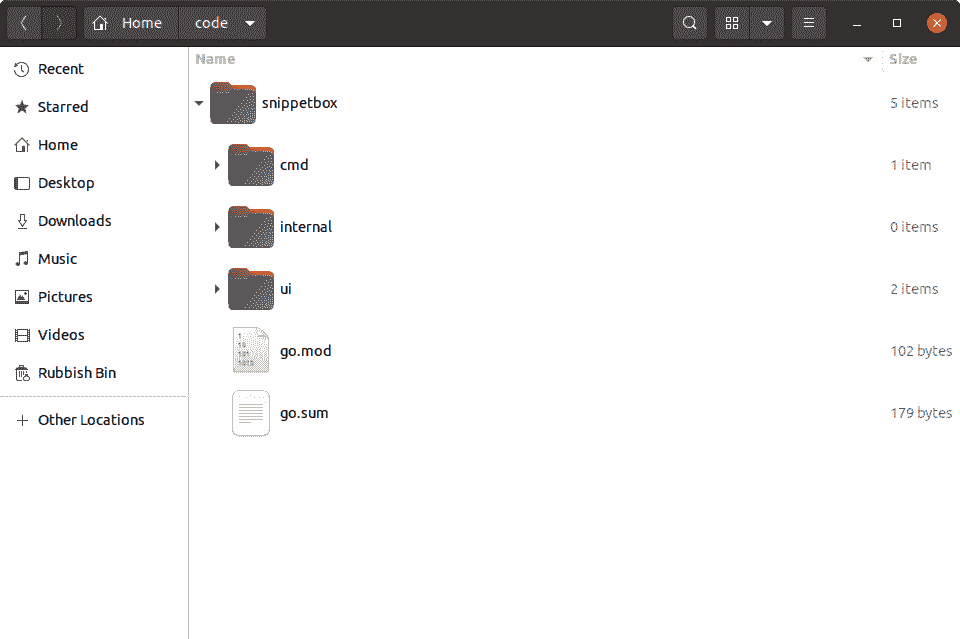 Home code
Name Size
Recent
Starred
Home
Desktop
Downloads
Music
Pictures
Videos
Rubbish Bin
Other Locations
snippetbox 5 items
cmd 1 item
internal 0 items
ui 2 items
go.mod 102 bytes
go.sum 179 bytes